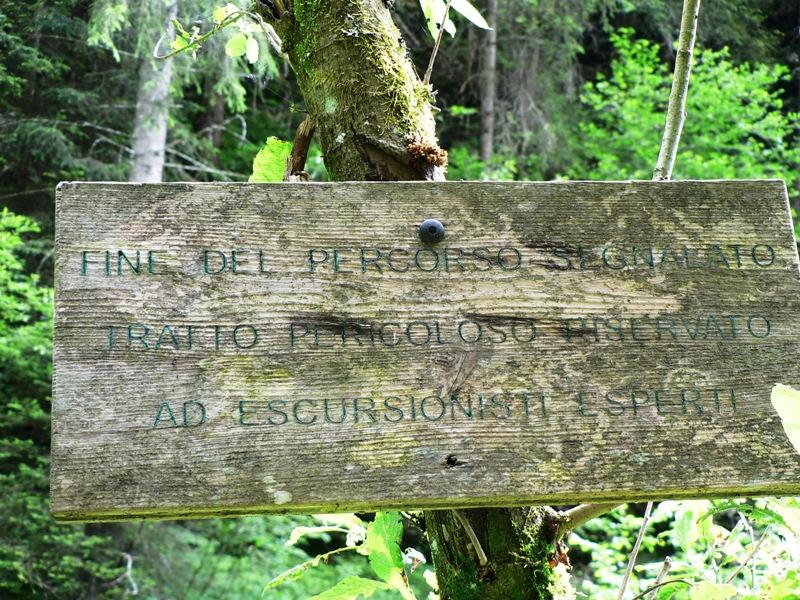 FINE DEL PERCORSO SEGNALATO
TRATTO PERICOLOSO RISERVATO
AD ESCURSIONISTI ESPERTI